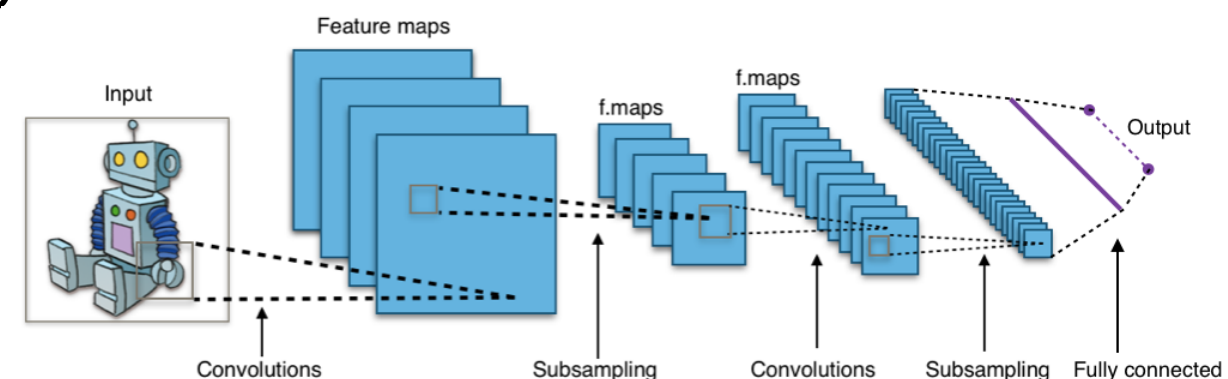 Feature maps
Input
f.maps
f.maps
Output
Convolutions
Subsampling
Convolutions
Subsampling
Fully connected